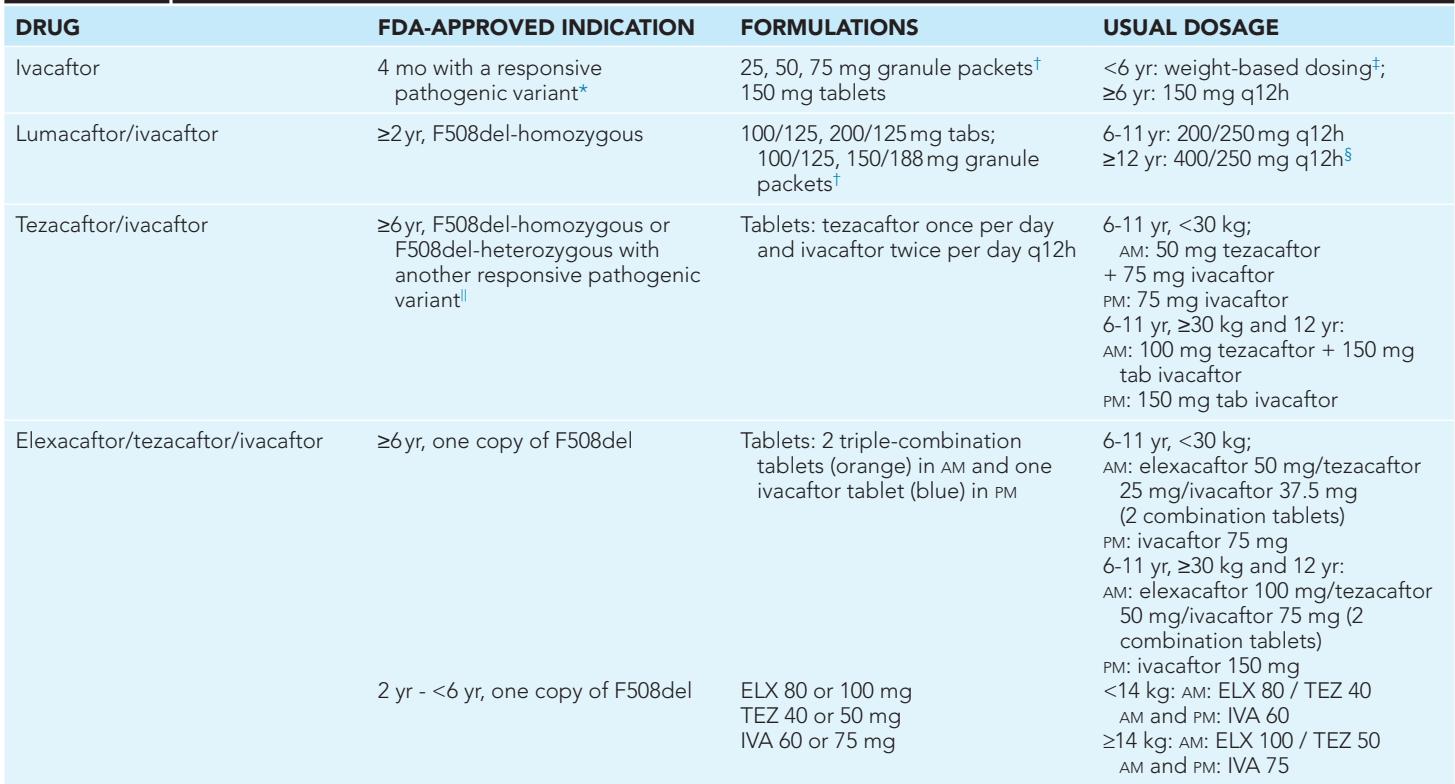 DRUG FDA-APPROVED INDICATION FORMULATIONS USUAL DOSAGE
Ivacaftor
4 mo with a responsive
pathogenic variant*
25, 50, 75 mg granule packets†
150 mg tablets
<6 yr: weight-based dosing‡;
≥6 yr: 150 mg q12h
Lumacaftor/ivacaftor
≥2 yr, F508del-homozygous
100/125, 200/125 mg tabs;
100/125, 150/188 mg granule
packets†
6-11 yr: 200/250 mg q12h
≥12 yr: 400/250 mg q12h§
Tezacaftor/ivacaftor
≥6 yr, F508del-homozygous or
F508del-heterozygous with
another responsive pathogenic
variant||
Tablets: tezacaftor once per day
and ivacaftor twice per day q12h
6-11 yr, <30 kg;
AM: 50 mg tezacaftor
+ 75 mg ivacaftor
PM: 75 mg ivacaftor
6-11 yr, ≥30 kg and 12 yr:
AM: 100 mg tezacaftor + 150 mg
tab ivacaftor
PM: 150 mg tab ivacaftor
Elexacaftor/tezacaftor/ivacaftor
≥6 yr, one copy of F508del
Tablets: 2 triple-combination
tablets (orange) in AM and one
ivacaftor tablet (blue) in PM
6-11 yr, <30 kg;
AM: elexacaftor 50 mg/tezacaftor
25 mg/ivacaftor 37.5 mg
(2 combination tablets)
PM: ivacaftor 75 mg
6-11 yr, ≥30 kg and 12 yr:
AM: elexacaftor 100 mg/tezacaftor
50 mg/ivacaftor 75 mg (2
combination tablets)
PM: ivacaftor 150 mg
2 yr - <6 yr, one copy of F508del
ELX 80 or 100 mg
TEZ 40 or 50 mg
IVA 60 or 75 mg
<14 kg: AM: ELX 80 / TEZ 40
AM and PM: IVA 60
≥14 kg: AM: ELX 100 / TEZ 50
AM and PM: IVA 75